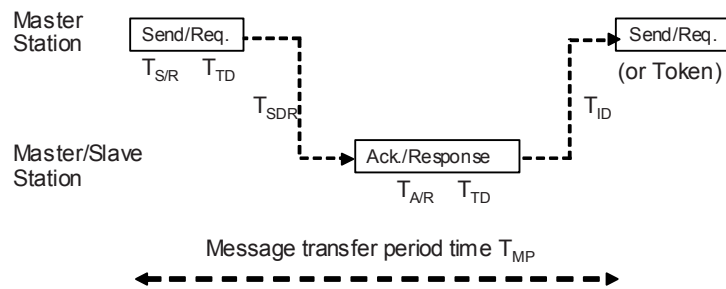 Master
Station
Send/Req.
Send/Req.
T_S/R T_TD
(or Token)
T_SDR
T_ID
Master/Slave
Station
Ack./Response
T_A/R T_TD
Message transfer period time T_MP